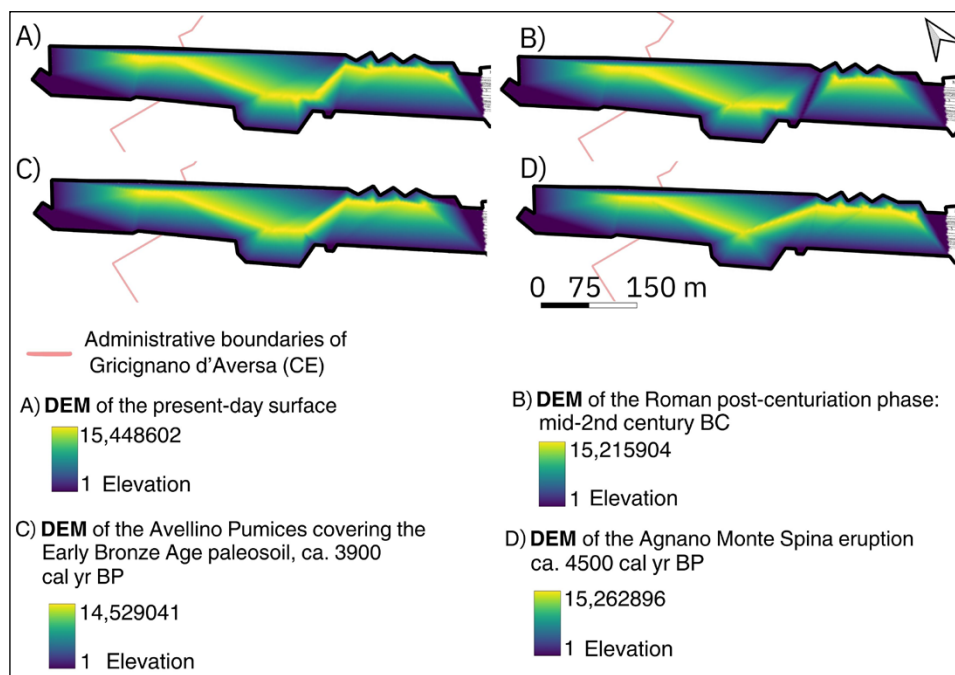 A)
B)
C)
D)
0 75 150 m
Administrative boundaries of
Gricignano d'Aversa (CE)
A) DEM of the present-day surface
15,448602
1 Elevation
B) DEM of the Roman post-centuriation phase:
mid-2nd century BC
15,215904
1 Elevation
C) DEM of the Avellino Pumices covering the
Early Bronze Age paleosoil, ca. 3900
cal yr BP
14,529041
1 Elevation
D) DEM of the Agnano Monte Spina eruption
ca. 4500 cal yr BP
15,262896
1 Elevation